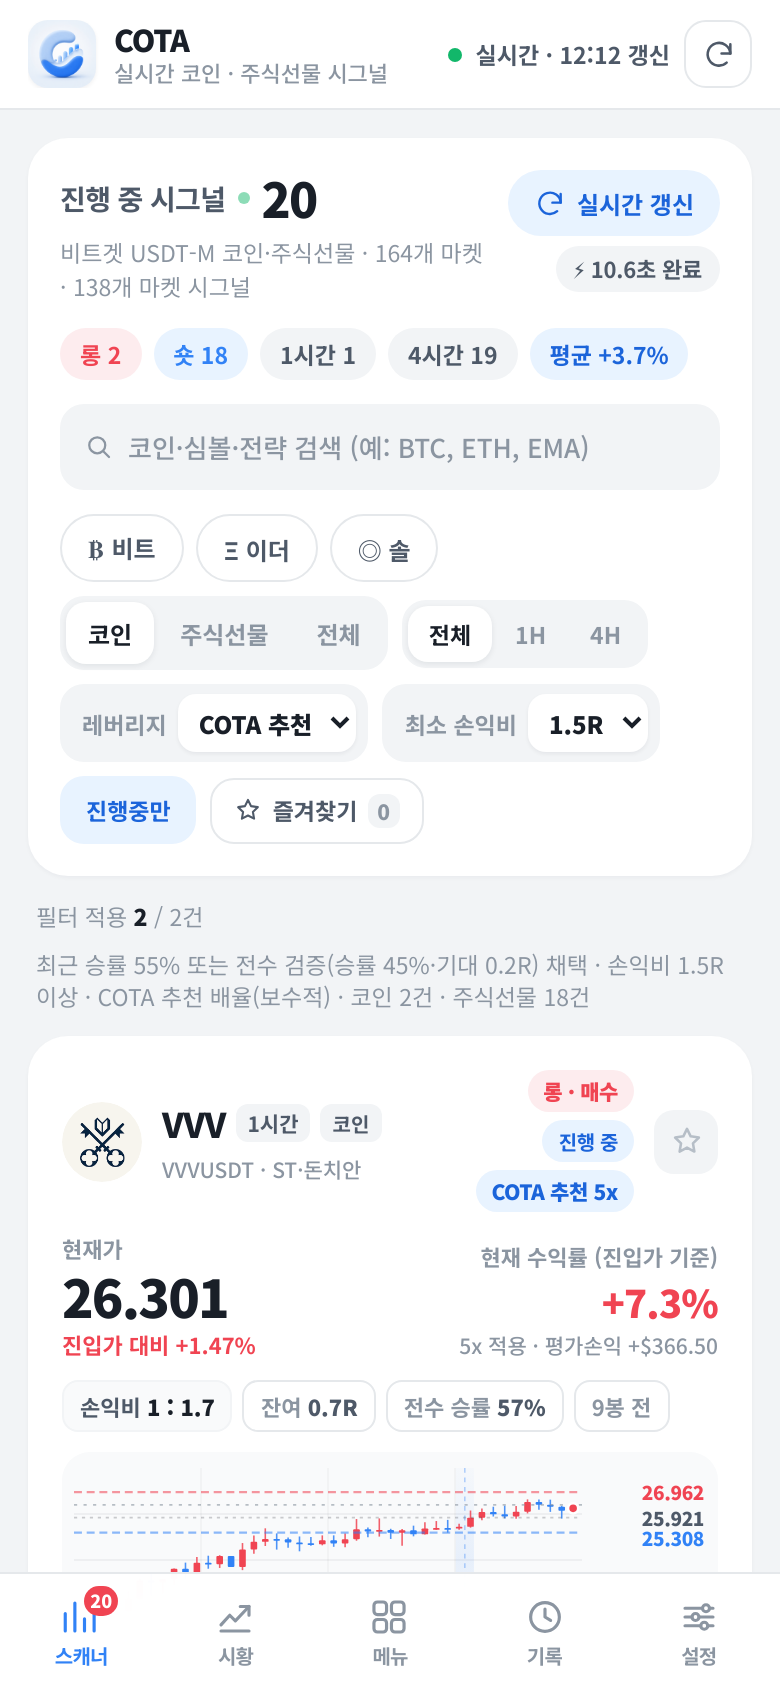 COTA
실시간 코인 · 주식선물 시그널
실시간 · 12:12 갱신
진행 중 시그널 20
실시간 갱신
비트겟 USDT-M 코인·주식선물 · 164개 마켓
· 138개 마켓 시그널
⚡ 10.6초 완료
롱 2
숏 18
1시간 1
4시간 19
평균 +3.7%
코인·심볼·전략 검색 (예: BTC, ETH, EMA)
₿ 비트
Ξ 이더
◎ 솔
코인 주식선물 전체
전체 1H 4H
레버리지 COTA 추천
최소 손익비 1.5R
진행중만
즐겨찾기 0
필터 적용 2 / 2건
최근 승률 55% 또는 전수 검증(승률 45%·기대 0.2R) 채택 · 손익비 1.5R
이상 · COTA 추천 배율(보수적) · 코인 2건 · 주식선물 18건
VVV 1시간 코인
VVVUSDT · ST·돈치안
롱 · 매수
진행 중
COTA 추천 5x
현재가
26.301
진입가 대비 +1.47%
현재 수익률 (진입가 기준)
+7.3%
5x 적용 · 평가손익 +$366.50
손익비 1 : 1.7
잔여 0.7R
전수 승률 57%
9봉 전
26.962
25.921
25.308
20
스캐너
시황
메뉴
기록
설정